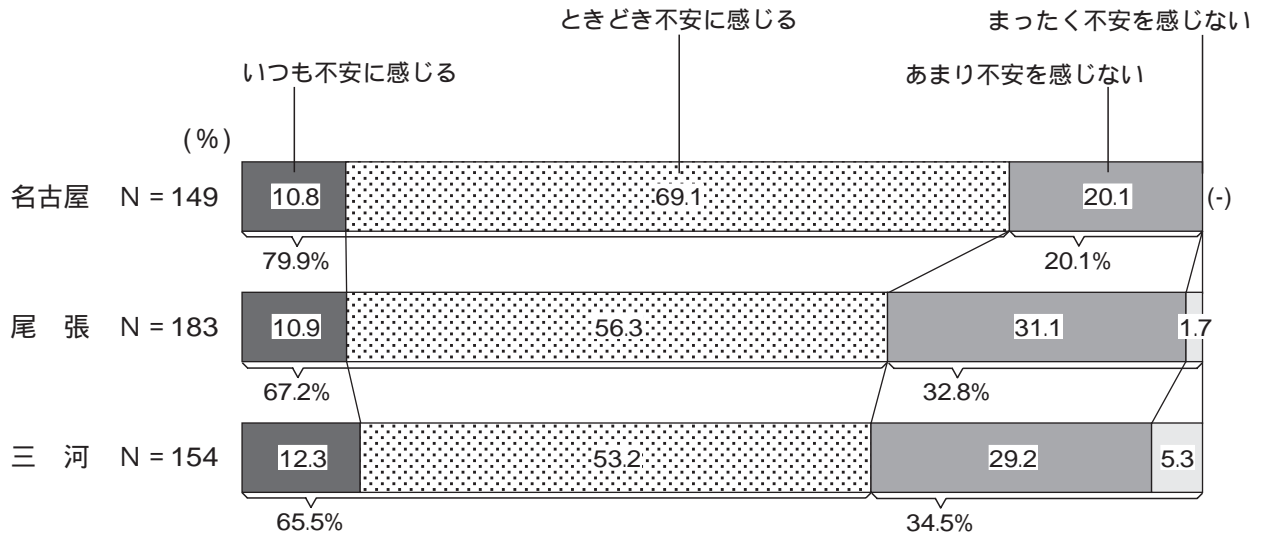 ときどき不安に感じる　まったく不安を感じない
いつも不安に感じる　あまり不安を感じない
(%)
名古屋　N = 149　10.8　69.1　20.1　(-)
79.9%　20.1%
尾　張　N = 183　10.9　56.3　31.1　1.7
67.2%　32.8%
三　河　N = 154　12.3　53.2　29.2　5.3
65.5%　34.5%